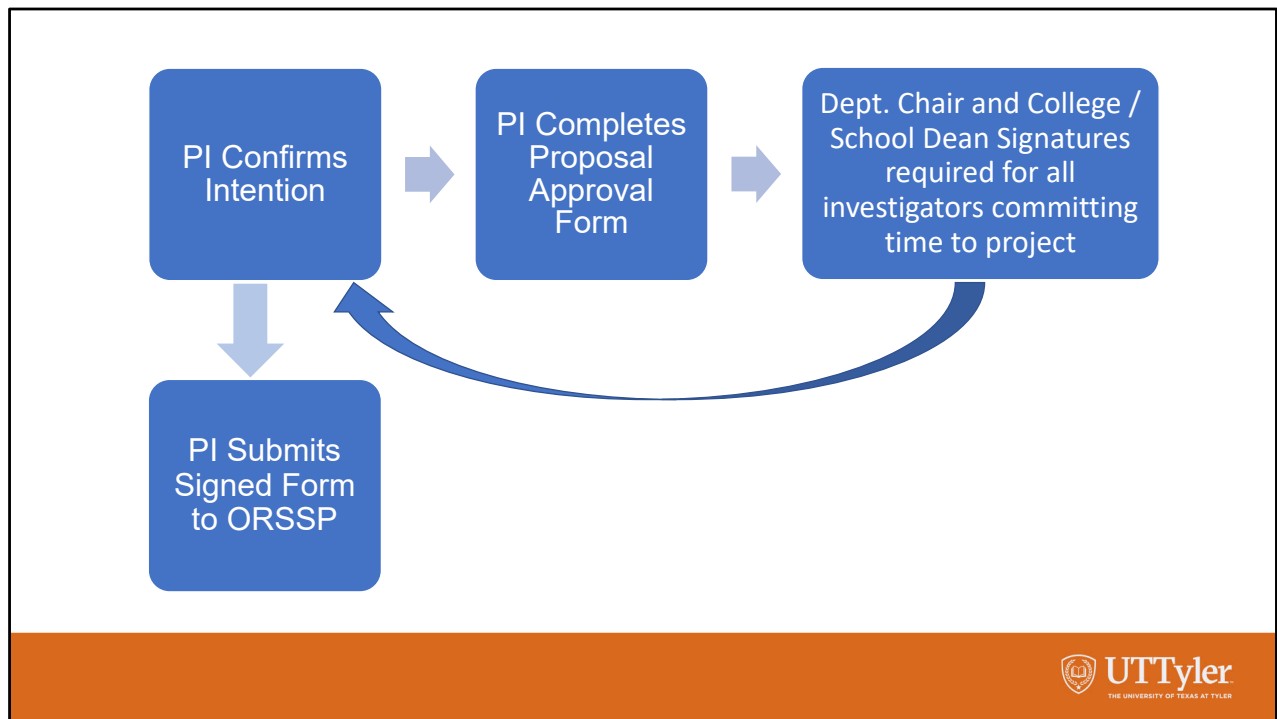 PI Confirms
Intention
PI Completes
Proposal
Approval
Form
Dept. Chair and College /
School Dean Signatures
required for all
investigators committing
time to project
PI Submits
Signed Form
to ORSSP
UTTyler
THE UNIVERSITY OF TEXAS AT TYLER